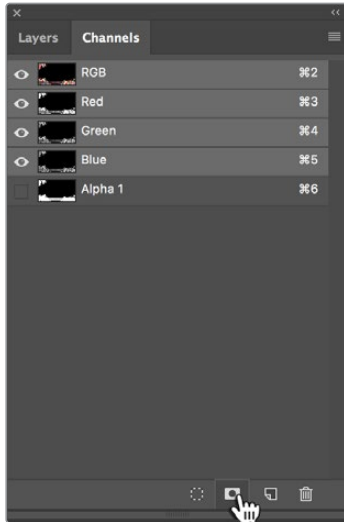 Layers Channels
RGB ⌘2
Red ⌘3
Green ⌘4
Blue ⌘5
Alpha 1 ⌘6